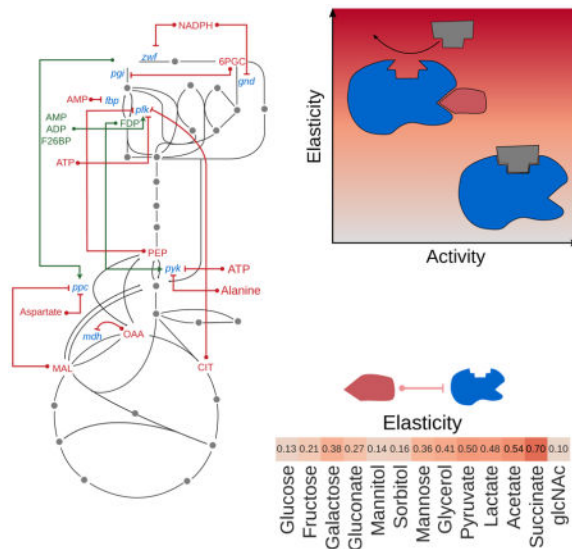 NADPH
zwf
6PGC
pgi
gnd
AMP
fbp
pfk
AMP
ADP
F26BP
FDP
ATP
PEP
pyk
ATP
Alanine
ppc
Aspartate
mdh
OAA
MAL
CIT
Elasticity
Activity
Elasticity
0.13 0.21 0.38 0.27 0.14 0.16 0.36 0.41 0.50 0.48 0.54 0.70 0.10
Glucose
Fructose
Galactose
Gluconate
Mannitol
Sorbitol
Mannose
Glycerol
Pyruvate
Lactate
Acetate
Succinate
glcNAc